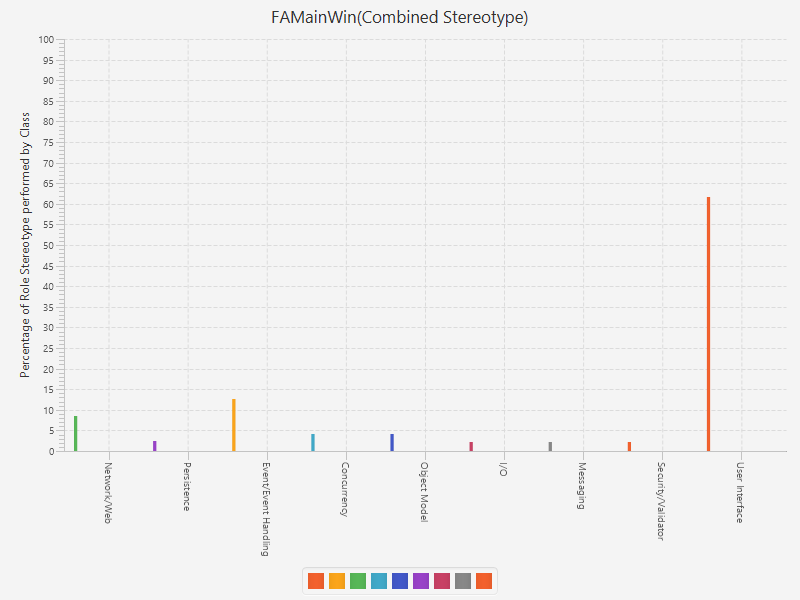 FAMainWin(Combined Stereotype)
Percentage of Role Stereotype performed by Class
100
95
90
85
80
75
70
65
60
55
50
45
40
35
30
25
20
15
10
5
0
Network/Web
Persistence
Event/Event Handling
Concurrency
Object Model
I/O
Messaging
Security/Validator
User Interface